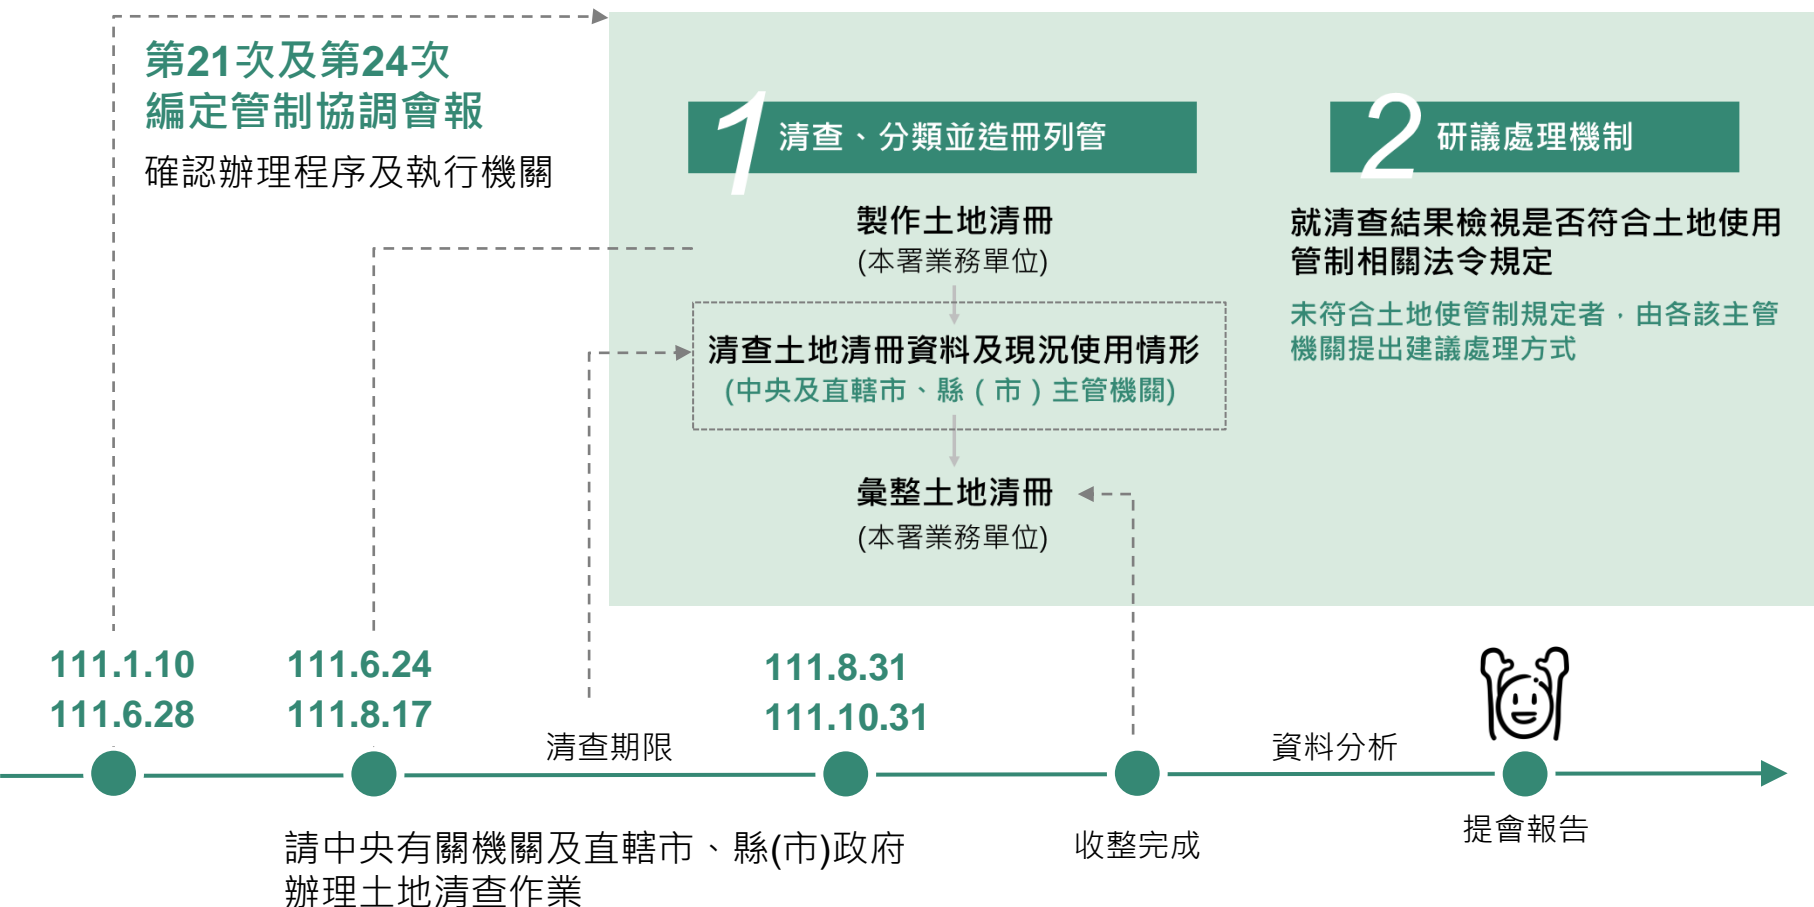 第21次及第24次
編定管制協調會報
確認辦理程序及執行機關
1 清查、分類並造冊列管
製作土地清冊
(本署業務單位)
清查土地清冊資料及現況使用情形
(中央及直轄市、縣（市）主管機關)
彙整土地清冊
(本署業務單位)
2 研議處理機制
就清查結果檢視是否符合土地使用
管制相關法令規定
未符合土地使管制規定者，由各該主管
機關提出建議處理方式
111.1.10
111.6.28
111.6.24
111.8.17
清查期限
111.8.31
111.10.31
資料分析
請中央有關機關及直轄市、縣(市)政府
辦理土地清查作業
收整完成
提會報告